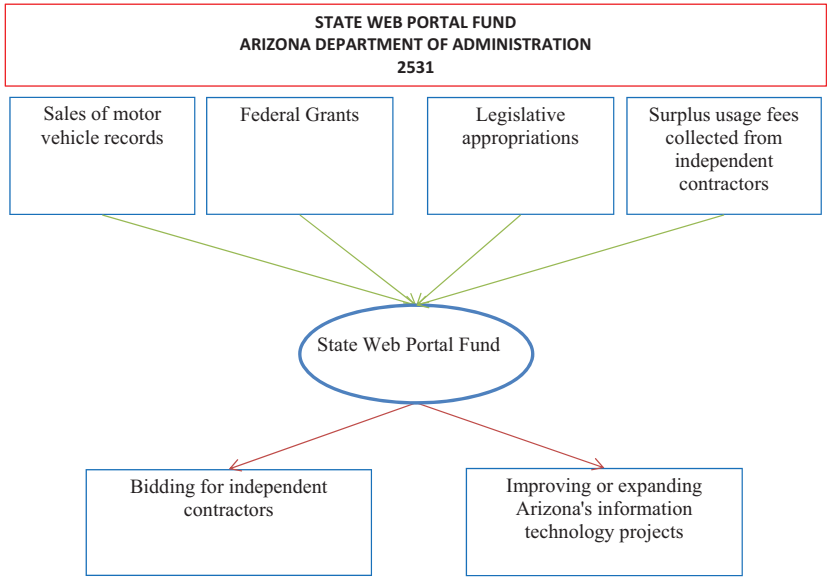 STATE WEB PORTAL FUND
ARIZONA DEPARTMENT OF ADMINISTRATION
2531
Sales of motor
vehicle records
Federal Grants
Legislative
appropriations
Surplus usage fees
collected from
independent
contractors
State Web Portal Fund
Bidding for independent
contractors
Improving or expanding
Arizona's information
technology projects